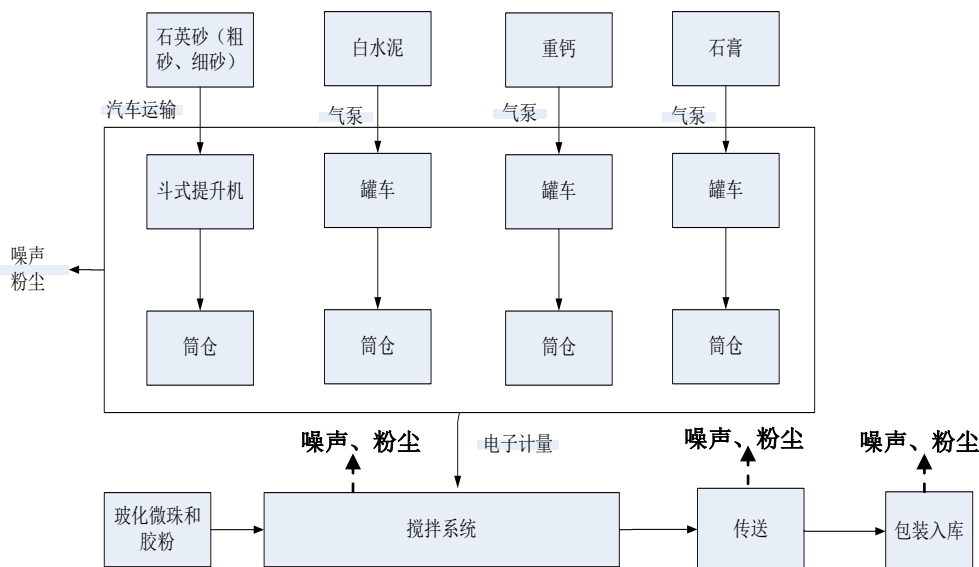 石英砂（粗
砂、细砂）
白水泥
重钙
石膏
汽车运输
气泵
气泵
气泵
斗式提升机
罐车
罐车
罐车
噪声
粉尘
筒仓
筒仓
筒仓
筒仓
电子计量
噪声、粉尘
噪声、粉尘
噪声、粉尘
玻化微珠和
胶粉
搅拌系统
传送
包装入库